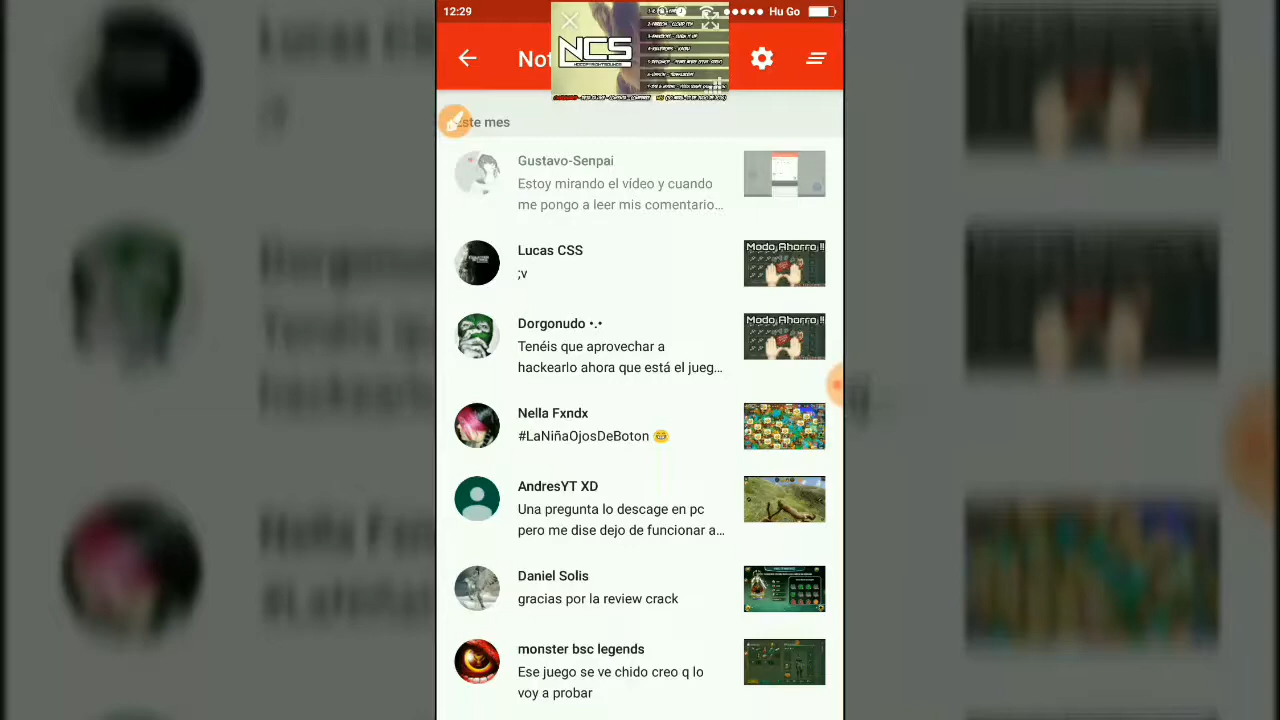 12:29
Hu Go
Not
NCS
Este mes
Gustavo-Senpai
Estoy mirando el vídeo y cuando
me pongo a leer mis comentario…
Lucas CSS
;v
Modo Ahorro !!
Dorgonudo •.•
Tenéis que aprovechar a
hackearlo ahora que está el jueg…
Modo Ahorro !!
Nella Fxndx
#LaNiñaOjosDeBoton 😁
AndresYT XD
Una pregunta lo descage en pc
pero me dise dejo de funcionar a…
Daniel Solis
gracias por la review crack
monster bsc legends
Ese juego se ve chido creo q lo
voy a probar